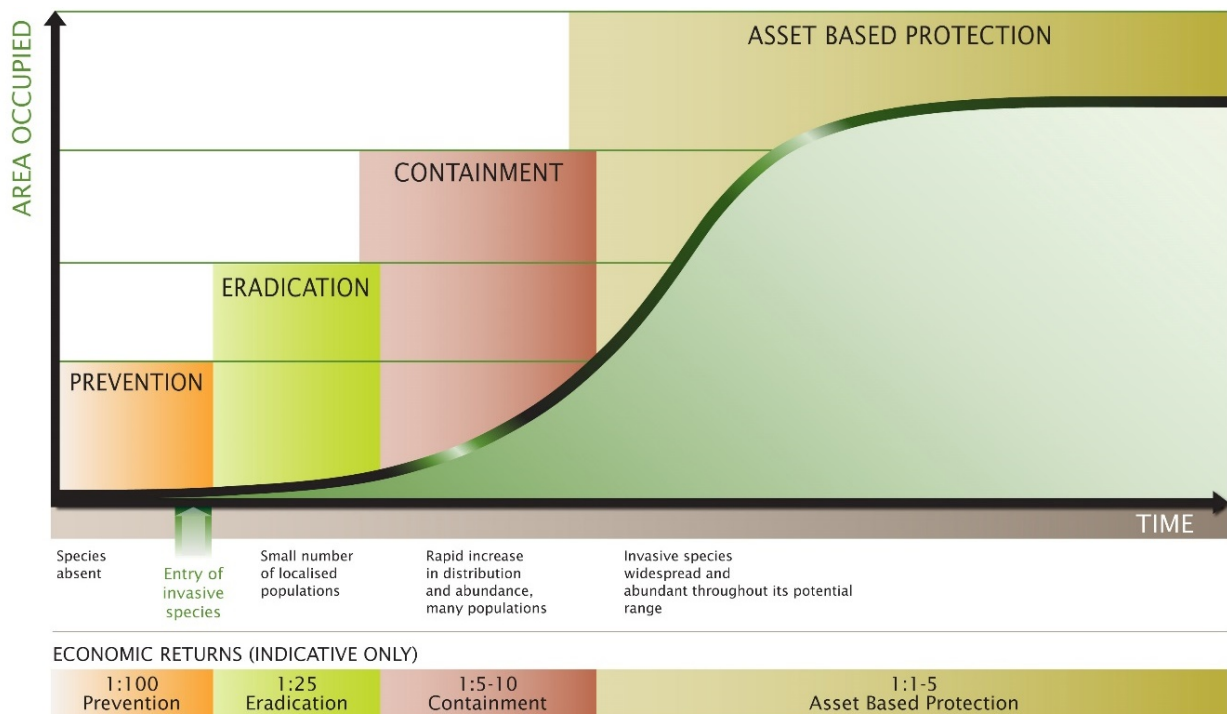 AREA OCCUPIED
ASSET BASED PROTECTION
CONTAINMENT
ERADICATION
PREVENTION
TIME
Species
absent
Entry of
invasive
species
Small number
of localised
populations
Rapid increase
in distribution
and abundance,
many populations
Invasive species
widespread and
abundant throughout its potential
range
ECONOMIC RETURNS (INDICATIVE ONLY)
1:100
Prevention
1:25
Eradication
1:5-10
Containment
1:1-5
Asset Based Protection